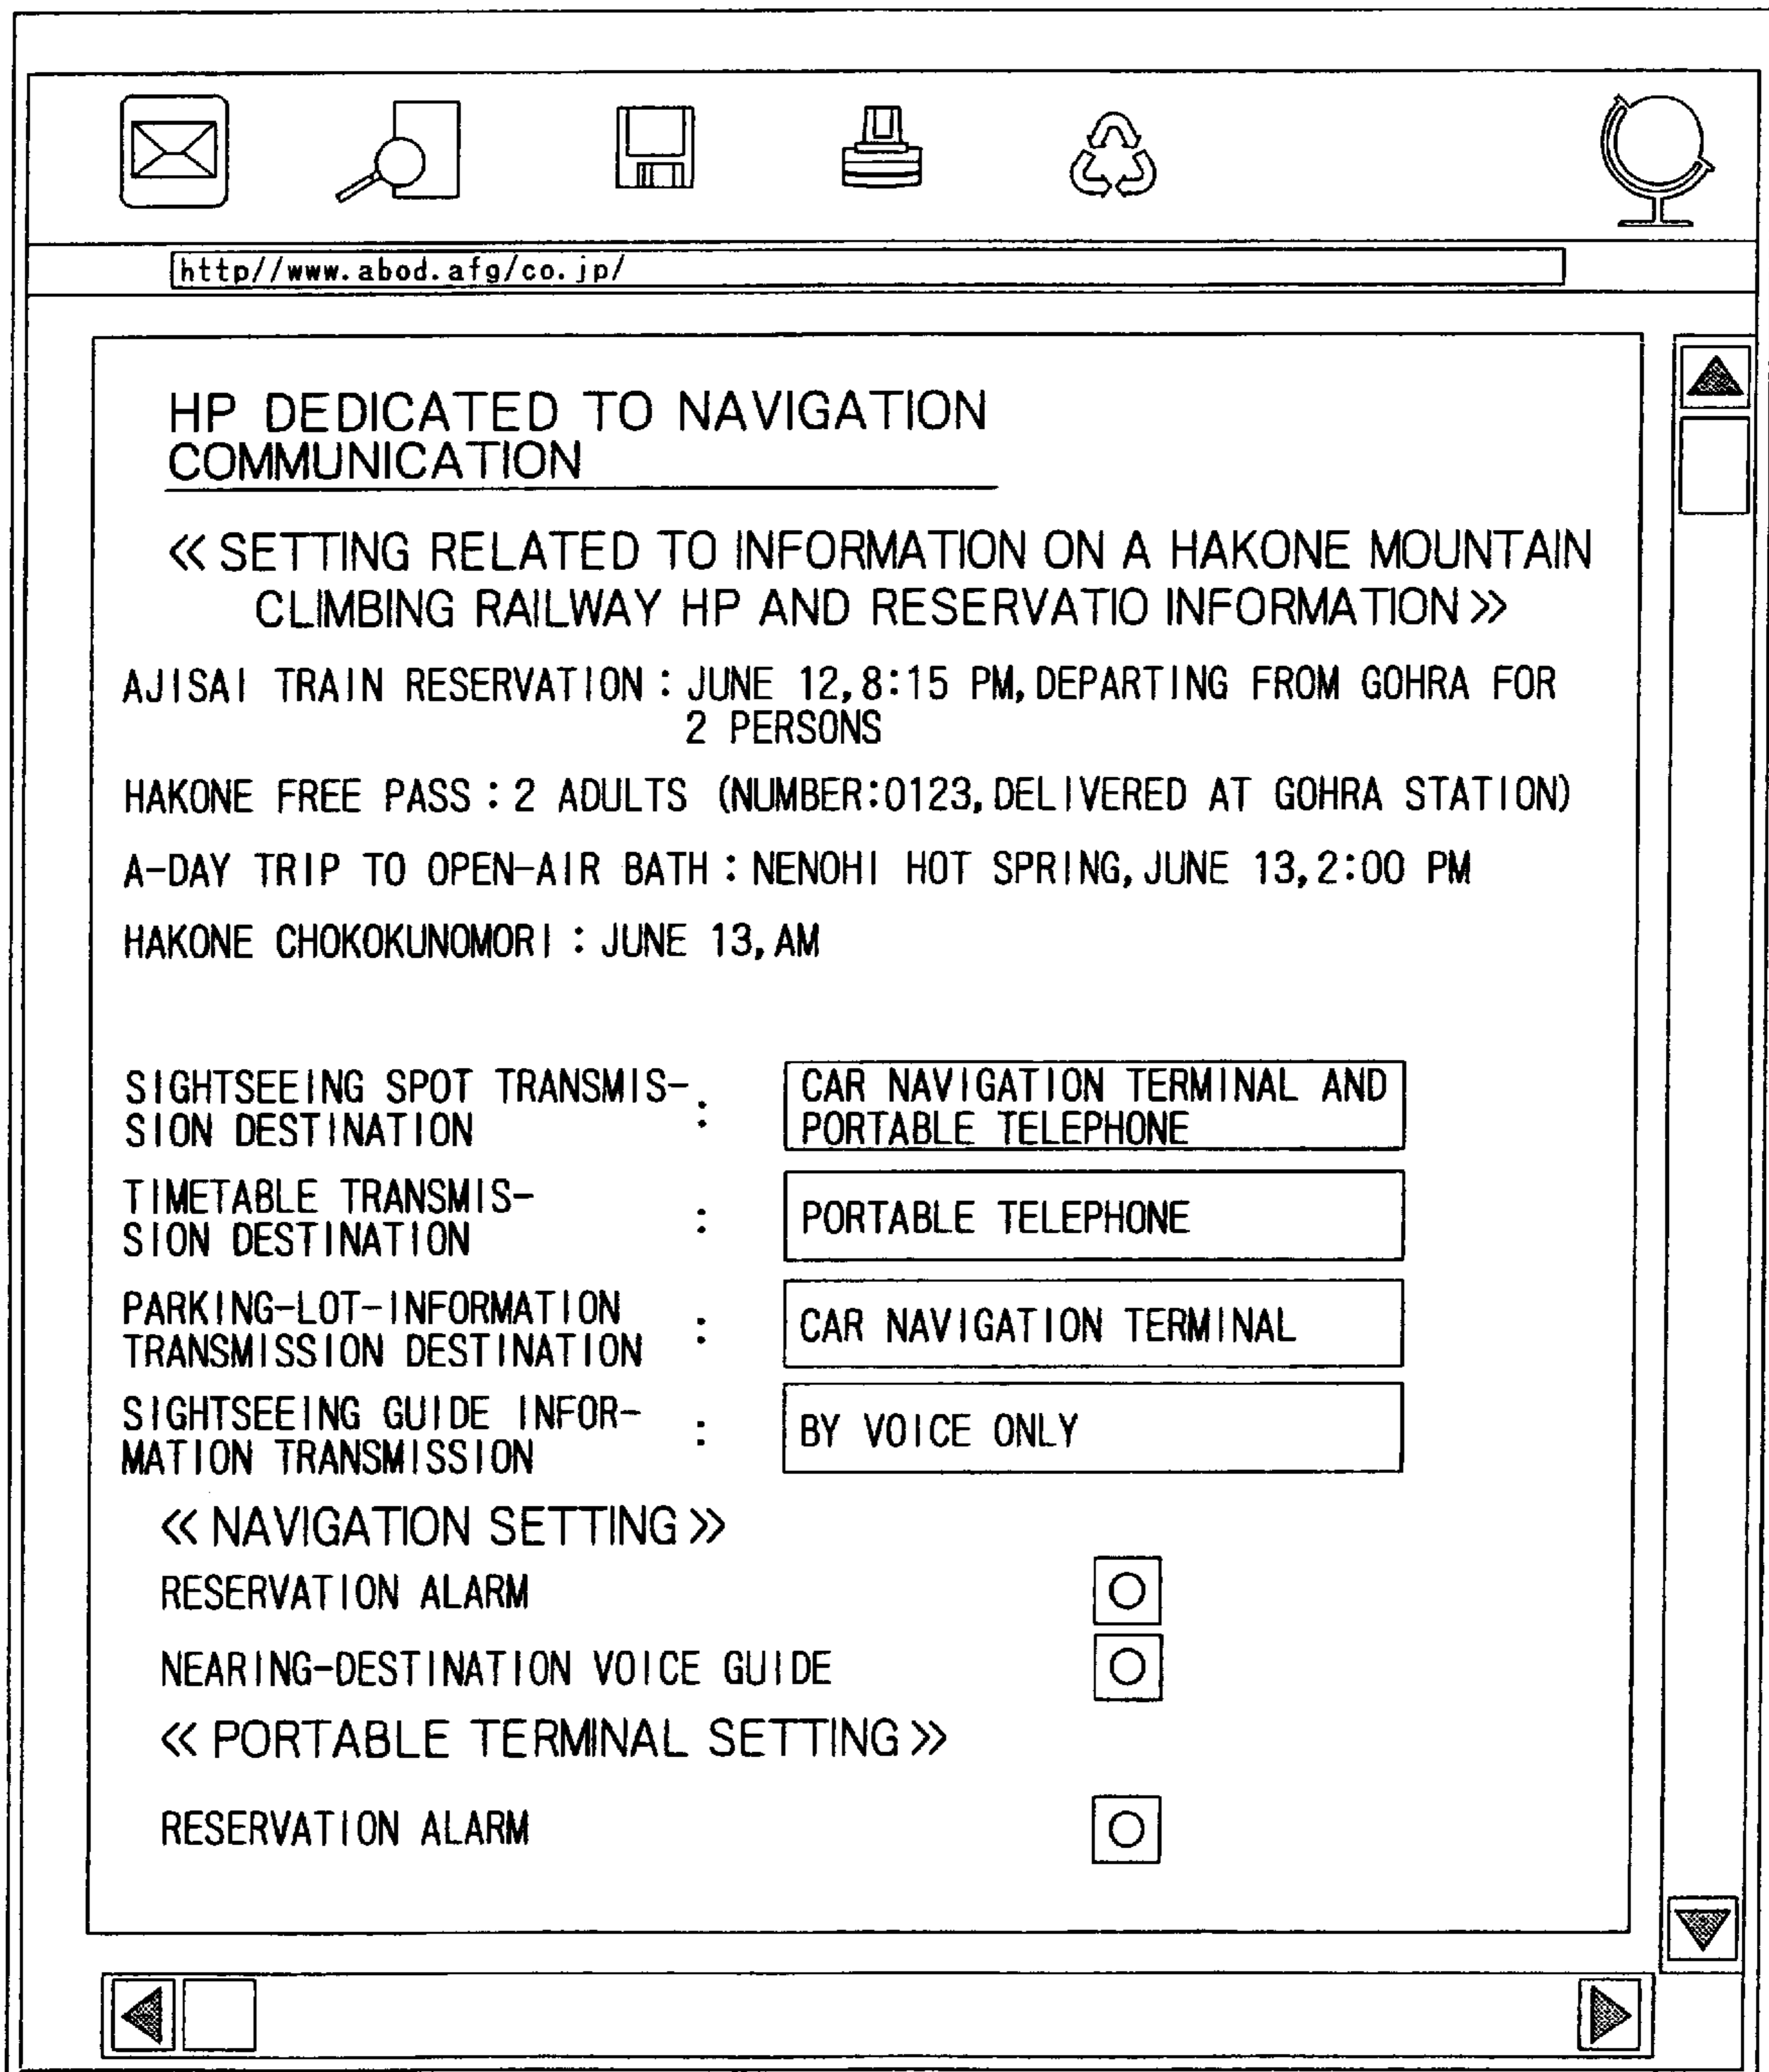 http//www.abod.afg/co.jp/
HP DEDICATED TO NAVIGATION
COMMUNICATION
≪SETTING RELATED TO INFORMATION ON A HAKONE MOUNTAIN
CLIMBING RAILWAY HP AND RESERVATIO INFORMATION≫
AJISAI TRAIN RESERVATION : JUNE 12,8:15 PM,DEPARTING FROM GOHRA FOR
2 PERSONS
HAKONE FREE PASS : 2 ADULTS (NUMBER:0123,DELIVERED AT GOHRA STATION)
A-DAY TRIP TO OPEN-AIR BATH : NENOHI HOT SPRING,JUNE 13,2:00 PM
HAKONE CHOKOKUNOMORI : JUNE 13,AM
SIGHTSEEING SPOT TRANSMIS-
SION DESTINATION :
CAR NAVIGATION TERMINAL AND
PORTABLE TELEPHONE
TIMETABLE TRANSMIS-
SION DESTINATION :
PORTABLE TELEPHONE
PARKING-LOT-INFORMATION
TRANSMISSION DESTINATION :
CAR NAVIGATION TERMINAL
SIGHTSEEING GUIDE INFOR-
MATION TRANSMISSION :
BY VOICE ONLY
≪NAVIGATION SETTING≫
RESERVATION ALARM
NEARING-DESTINATION VOICE GUIDE
≪PORTABLE TERMINAL SETTING≫
RESERVATION ALARM